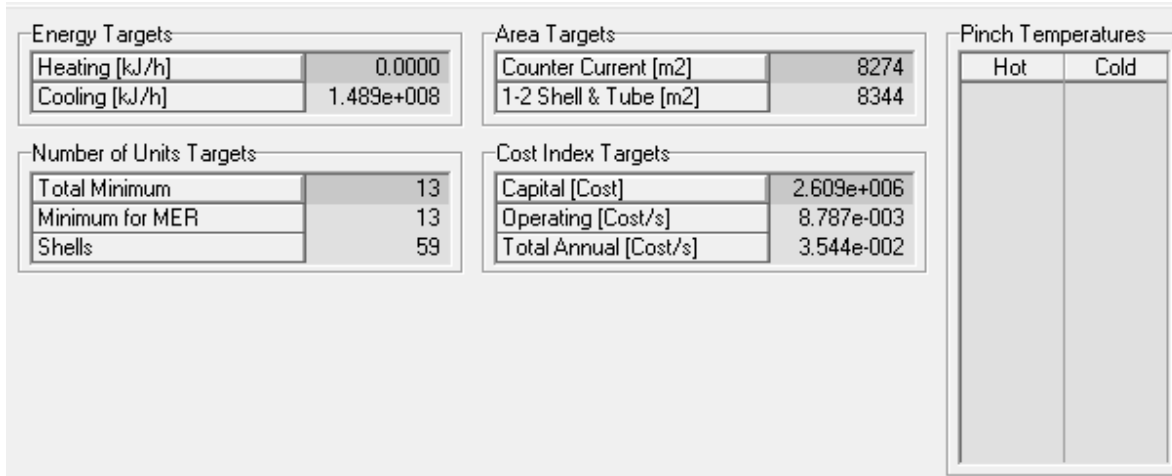 Energy Targets
Heating [kJ/h] 0.0000
Cooling [kJ/h] 1.489e+008
Area Targets
Counter Current [m2] 8274
1-2 Shell & Tube [m2] 8344
Pinch Temperatures
Hot Cold
Number of Units Targets
Total Minimum 13
Minimum for MER 13
Shells 59
Cost Index Targets
Capital [Cost] 2.609e+006
Operating [Cost/s] 8.787e-003
Total Annual [Cost/s] 3.544e-002